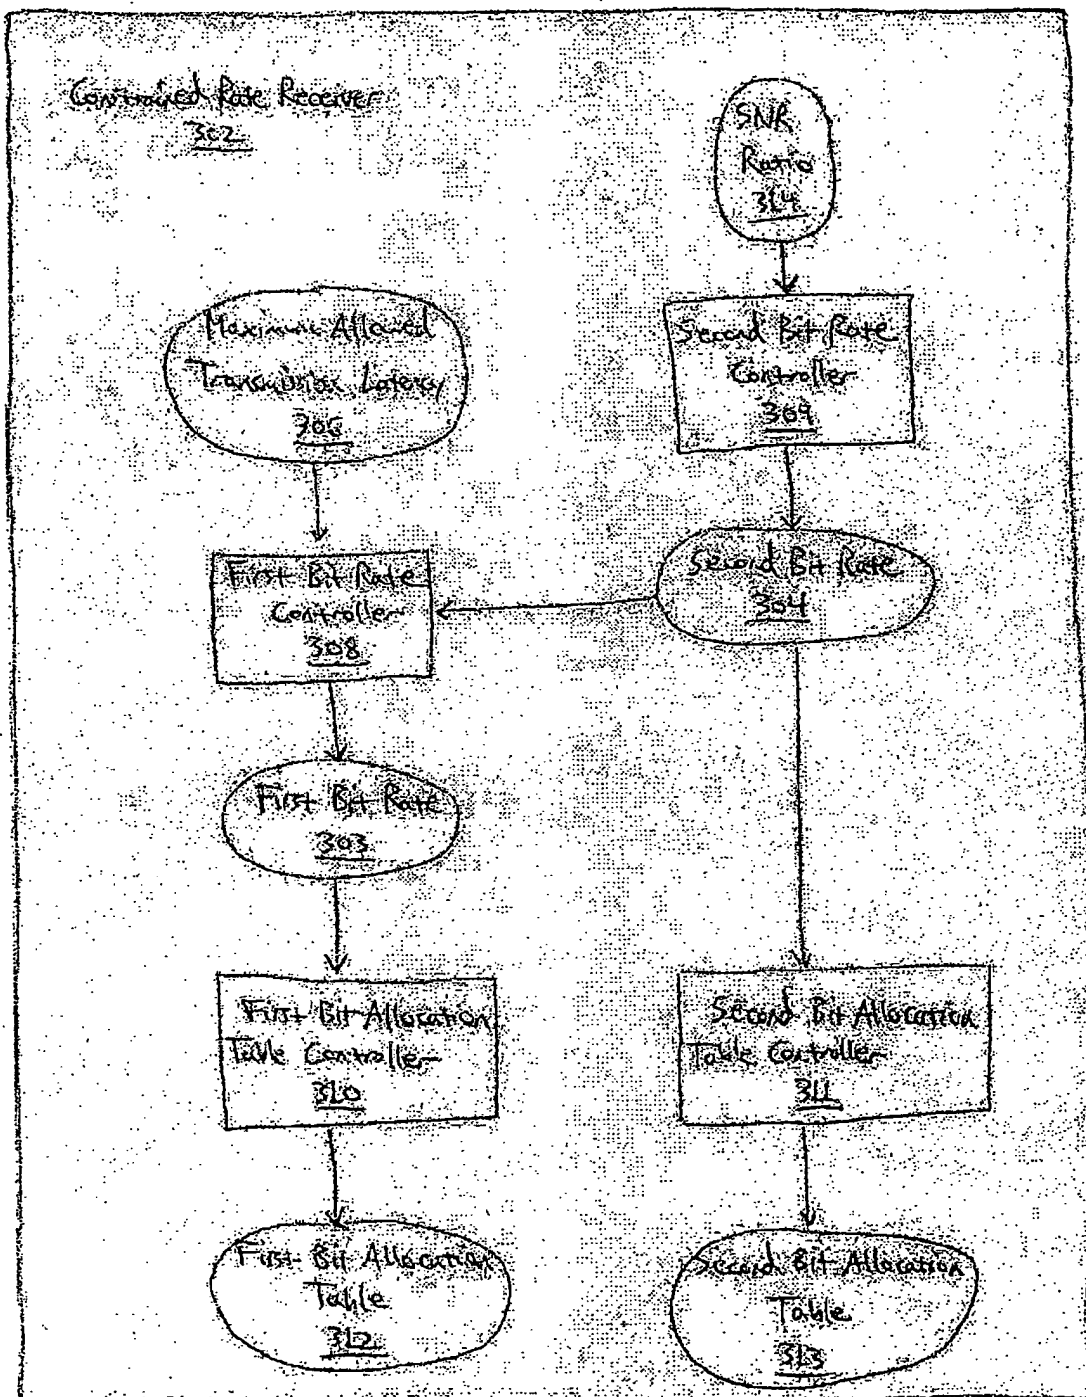 Constrained Rate Receiver
302
SNR
Ratio
314
Maximum Allowed
Transmission Latency
306
Second Bit Rate
Controller
309
First Bit Rate
Controller
308
Second Bit Rate
304
First Bit Rate
303
First Bit Allocation
Table Controller
310
Second Bit Allocation
Table Controller
311
First Bit Allocation
Table
312
Second Bit Allocation
Table
313